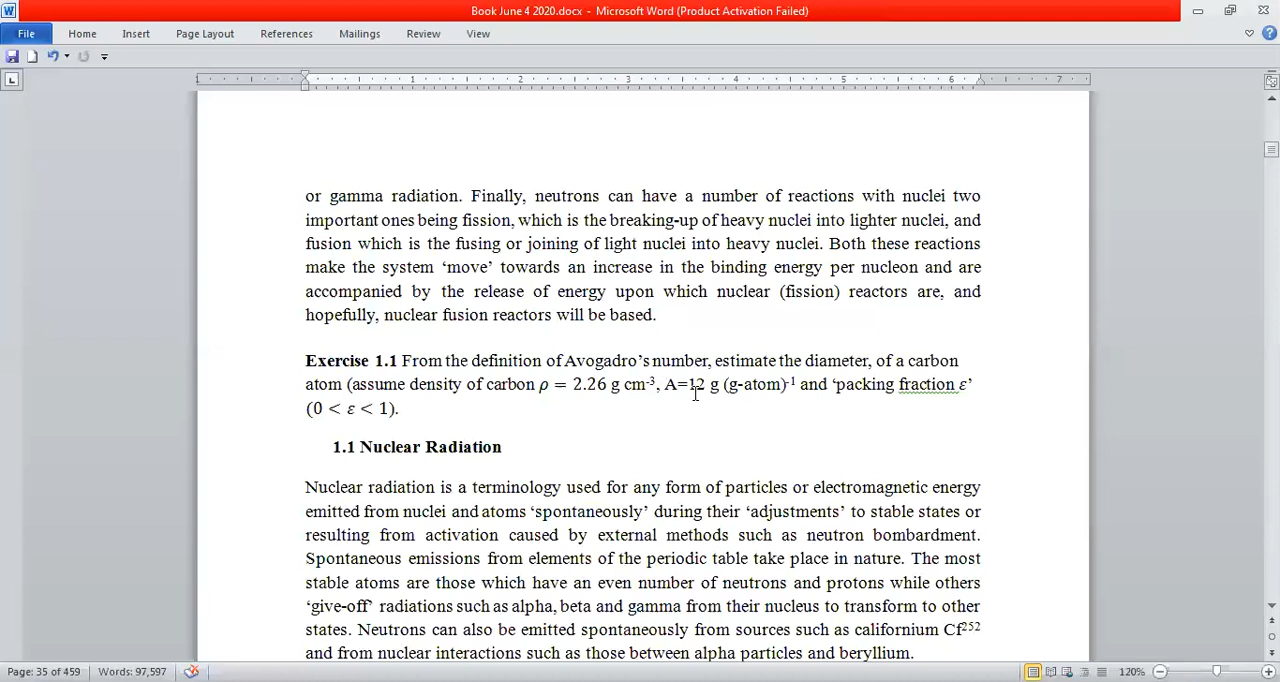 Book June 4 2020.docx - Microsoft Word (Product Activation Failed)
File Home Insert Page Layout References Mailings Review View
1 1 2 3 4 5 6 7
or gamma radiation. Finally, neutrons can have a number of reactions with nuclei two
important ones being fission, which is the breaking-up of heavy nuclei into lighter nuclei, and
fusion which is the fusing or joining of light nuclei into heavy nuclei. Both these reactions
make the system ‘move’ towards an increase in the binding energy per nucleon and are
accompanied by the release of energy upon which nuclear (fission) reactors are, and
hopefully, nuclear fusion reactors will be based.
Exercise 1.1 From the definition of Avogadro’s number, estimate the diameter, of a carbon
atom (assume density of carbon ρ = 2.26 g cm⁻³, A=12 g (g-atom)⁻¹ and ‘packing fraction ε’
(0 < ε < 1).
1.1 Nuclear Radiation
Nuclear radiation is a terminology used for any form of particles or electromagnetic energy
emitted from nuclei and atoms ‘spontaneously’ during their ‘adjustments’ to stable states or
resulting from activation caused by external methods such as neutron bombardment.
Spontaneous emissions from elements of the periodic table take place in nature. The most
stable atoms are those which have an even number of neutrons and protons while others
‘give-off’ radiations such as alpha, beta and gamma from their nucleus to transform to other
states. Neutrons can also be emitted spontaneously from sources such as californium Cf²⁵²
and from nuclear interactions such as those between alpha particles and beryllium.
Page: 35 of 459 Words: 97,597 120%